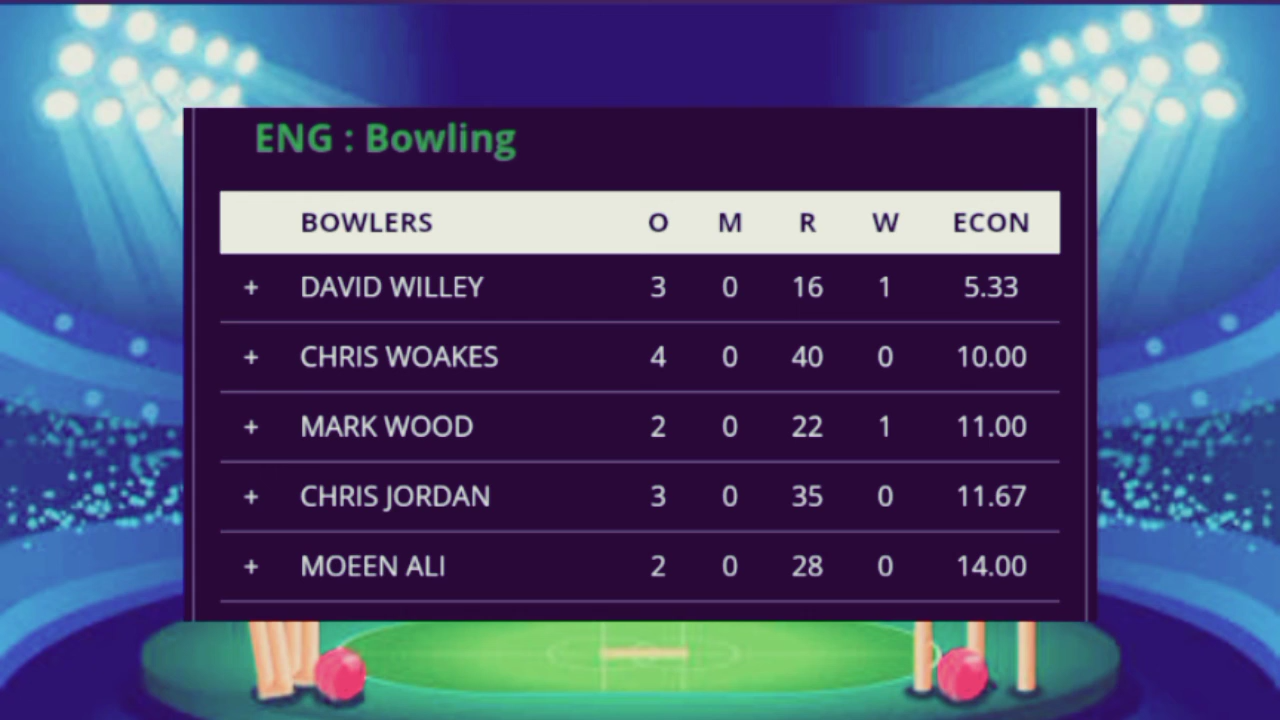 ENG : Bowling
BOWLERS O M R W ECON
+ DAVID WILLEY 3 0 16 1 5.33
+ CHRIS WOAKES 4 0 40 0 10.00
+ MARK WOOD 2 0 22 1 11.00
+ CHRIS JORDAN 3 0 35 0 11.67
+ MOEEN ALI 2 0 28 0 14.00